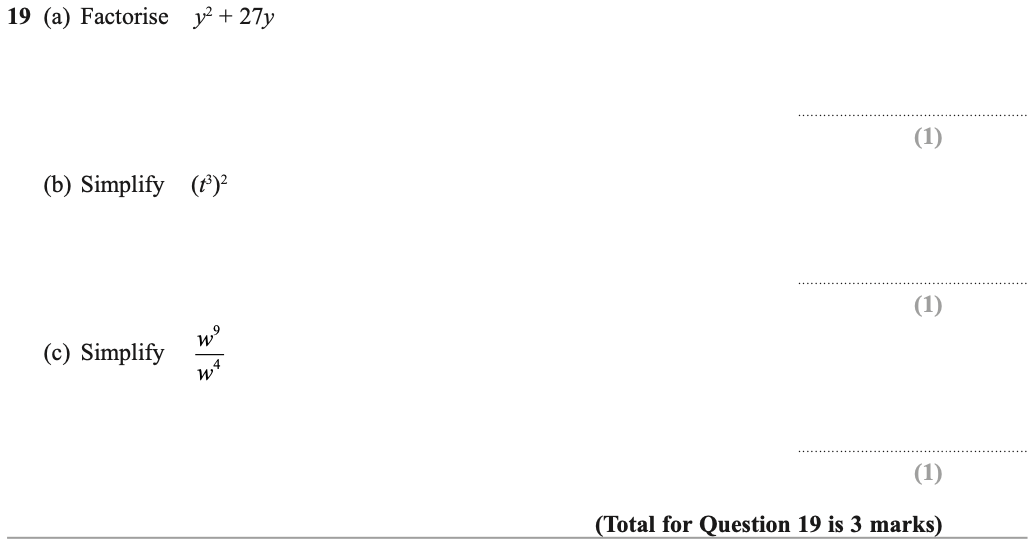 19 (a) Factorise y² + 27y
(1)
(b) Simplify (t³)²
(1)
(c) Simplify w⁹/w⁴
(1)
(Total for Question 19 is 3 marks)